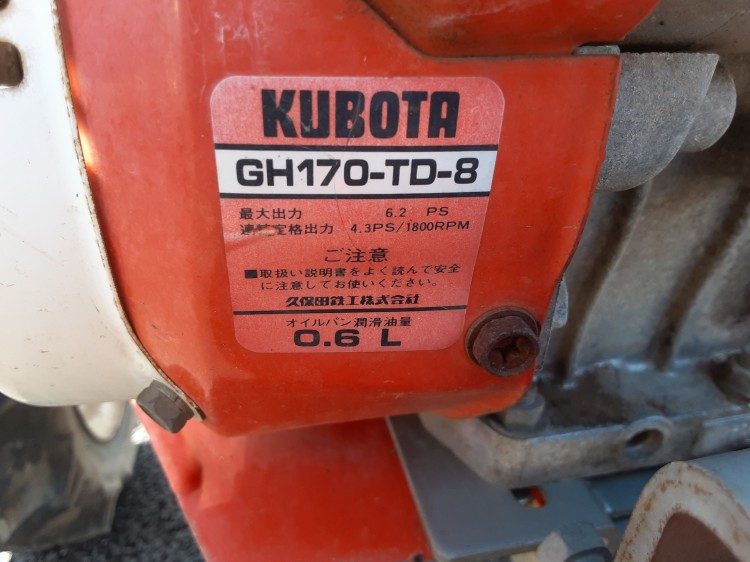 KUBOTA
GH170-TD-8
最大出力 6.2 PS
連続定格出力 4.3PS/1800RPM
ご注意
■取扱い説明書をよく読んで安全
に注意してお使いください。
久保田鉄工株式会社
オイルパン潤滑油量
0.6 L